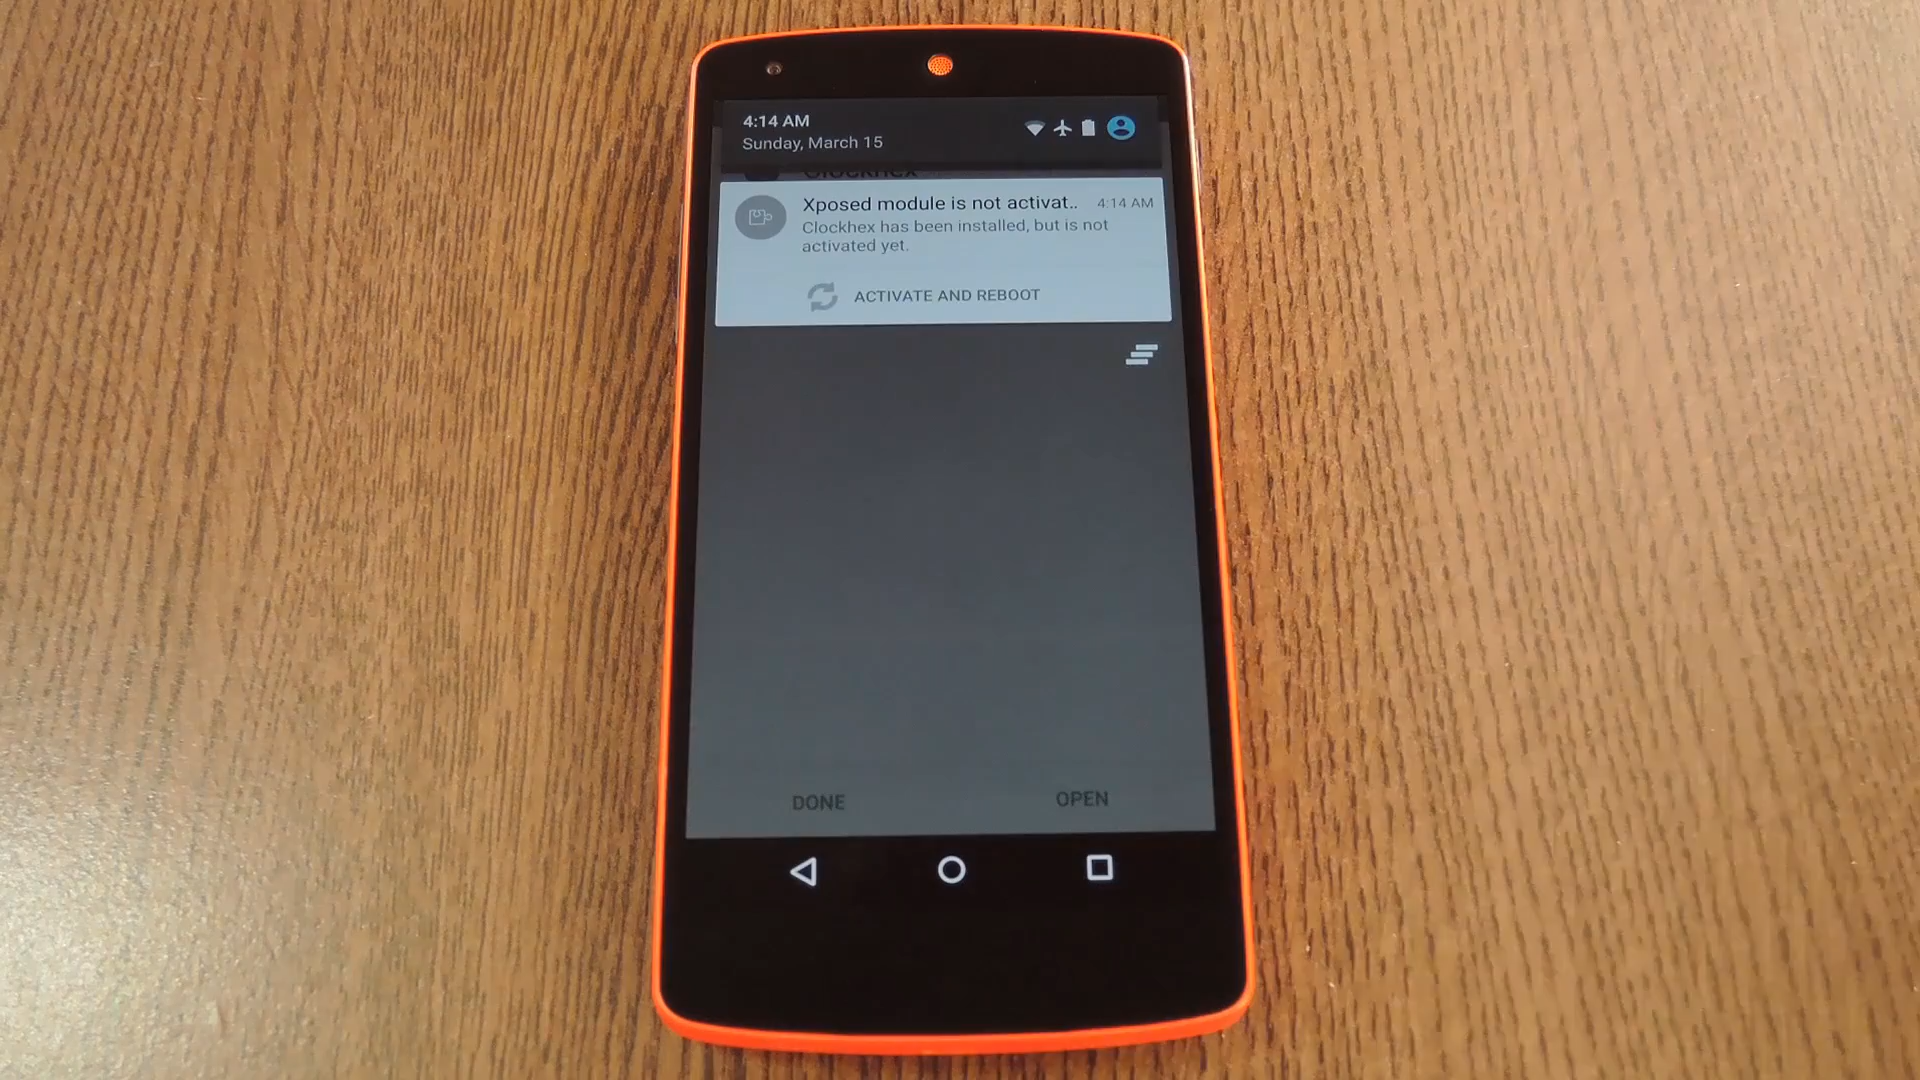 4:14 AM
Sunday, March 15
Clockhex
Xposed module is not activat.. 4:14 AM
Clockhex has been installed, but is not
activated yet.
ACTIVATE AND REBOOT
DONE OPEN